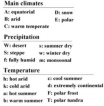 Main climates
A: equatorial D: snow
B: arid E: polar
C: warm temperate
Precipitation
W: desert s: summer dry
S: steppe w: winter dry
f: fully humid m: monsoonal
Temperature
h: hot arid c: cool summer
k: cold arid d: extremely continental
a: hot summer F: polar frost
b: warm summer T: polar tundra